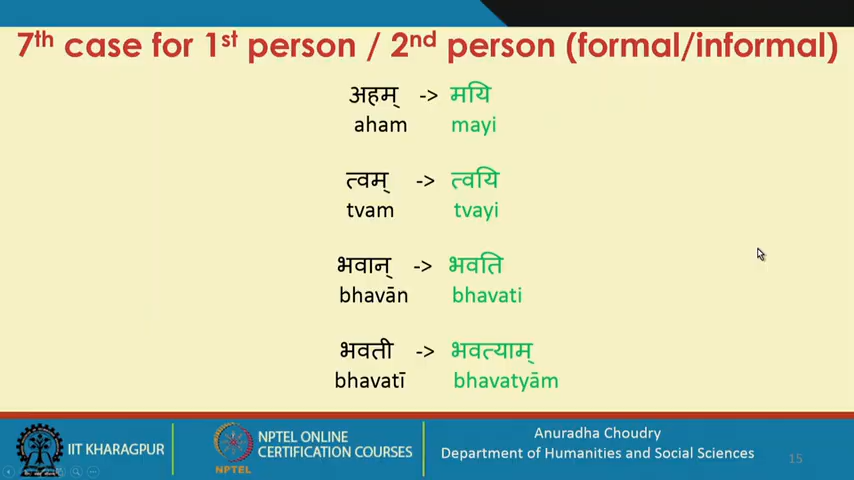 7th case for 1st person / 2nd person (formal/informal)
अहम् -> मयि
aham mayi
त्वम् -> त्वयि
tvam tvayi
भवान् -> भवति
bhavān bhavati
भवती -> भवत्याम्
bhavatī bhavatyām
IIT KHARAGPUR
NPTEL
NPTEL ONLINE
CERTIFICATION COURSES
Anuradha Choudry
Department of Humanities and Social Sciences
15